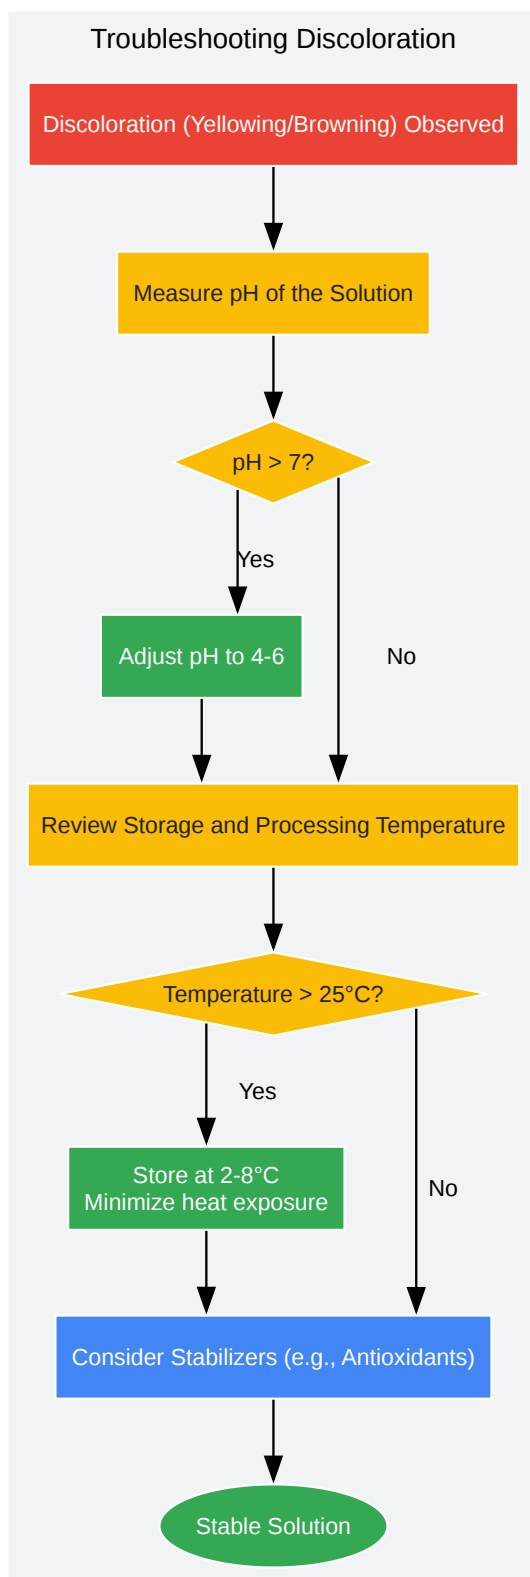 Troubleshooting Discoloration
Discoloration (Yellowing/Browning) Observed
Measure pH of the Solution
pH > 7?
Yes
Adjust pH to 4-6
No
Review Storage and Processing Temperature
Temperature > 25°C?
Yes
Store at 2-8°C
Minimize heat exposure
No
Consider Stabilizers (e.g., Antioxidants)
Stable Solution